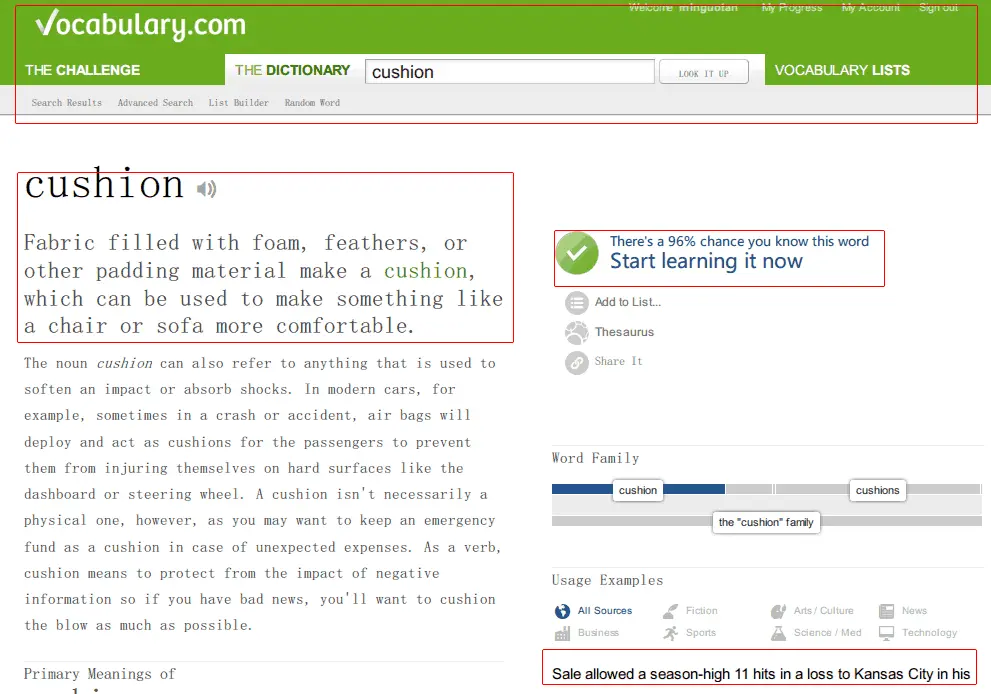 Vocabulary.com
Welcome minguofan My Progress My Account Sign out
THE CHALLENGE THE DICTIONARY cushion LOOK IT UP VOCABULARY LISTS
Search Results Advanced Search List Builder Random Word
cushion
Fabric filled with foam, feathers, or
other padding material make a cushion,
which can be used to make something like
a chair or sofa more comfortable.
The noun cushion can also refer to anything that is used to
soften an impact or absorb shocks. In modern cars, for
example, sometimes in a crash or accident, air bags will
deploy and act as cushions for the passengers to prevent
them from injuring themselves on hard surfaces like the
dashboard or steering wheel. A cushion isn't necessarily a
physical one, however, as you may want to keep an emergency
fund as a cushion in case of unexpected expenses. As a verb,
cushion means to protect from the impact of negative
information so if you have bad news, you'll want to cushion
the blow as much as possible.
Primary Meanings of
There's a 96% chance you know this word
Start learning it now
Add to List...
Thesaurus
Share It
Word Family
cushion cushions
the "cushion" family
Usage Examples
All Sources Fiction Arts / Culture News
Business Sports Science / Med Technology
Sale allowed a season-high 11 hits in a loss to Kansas City in his